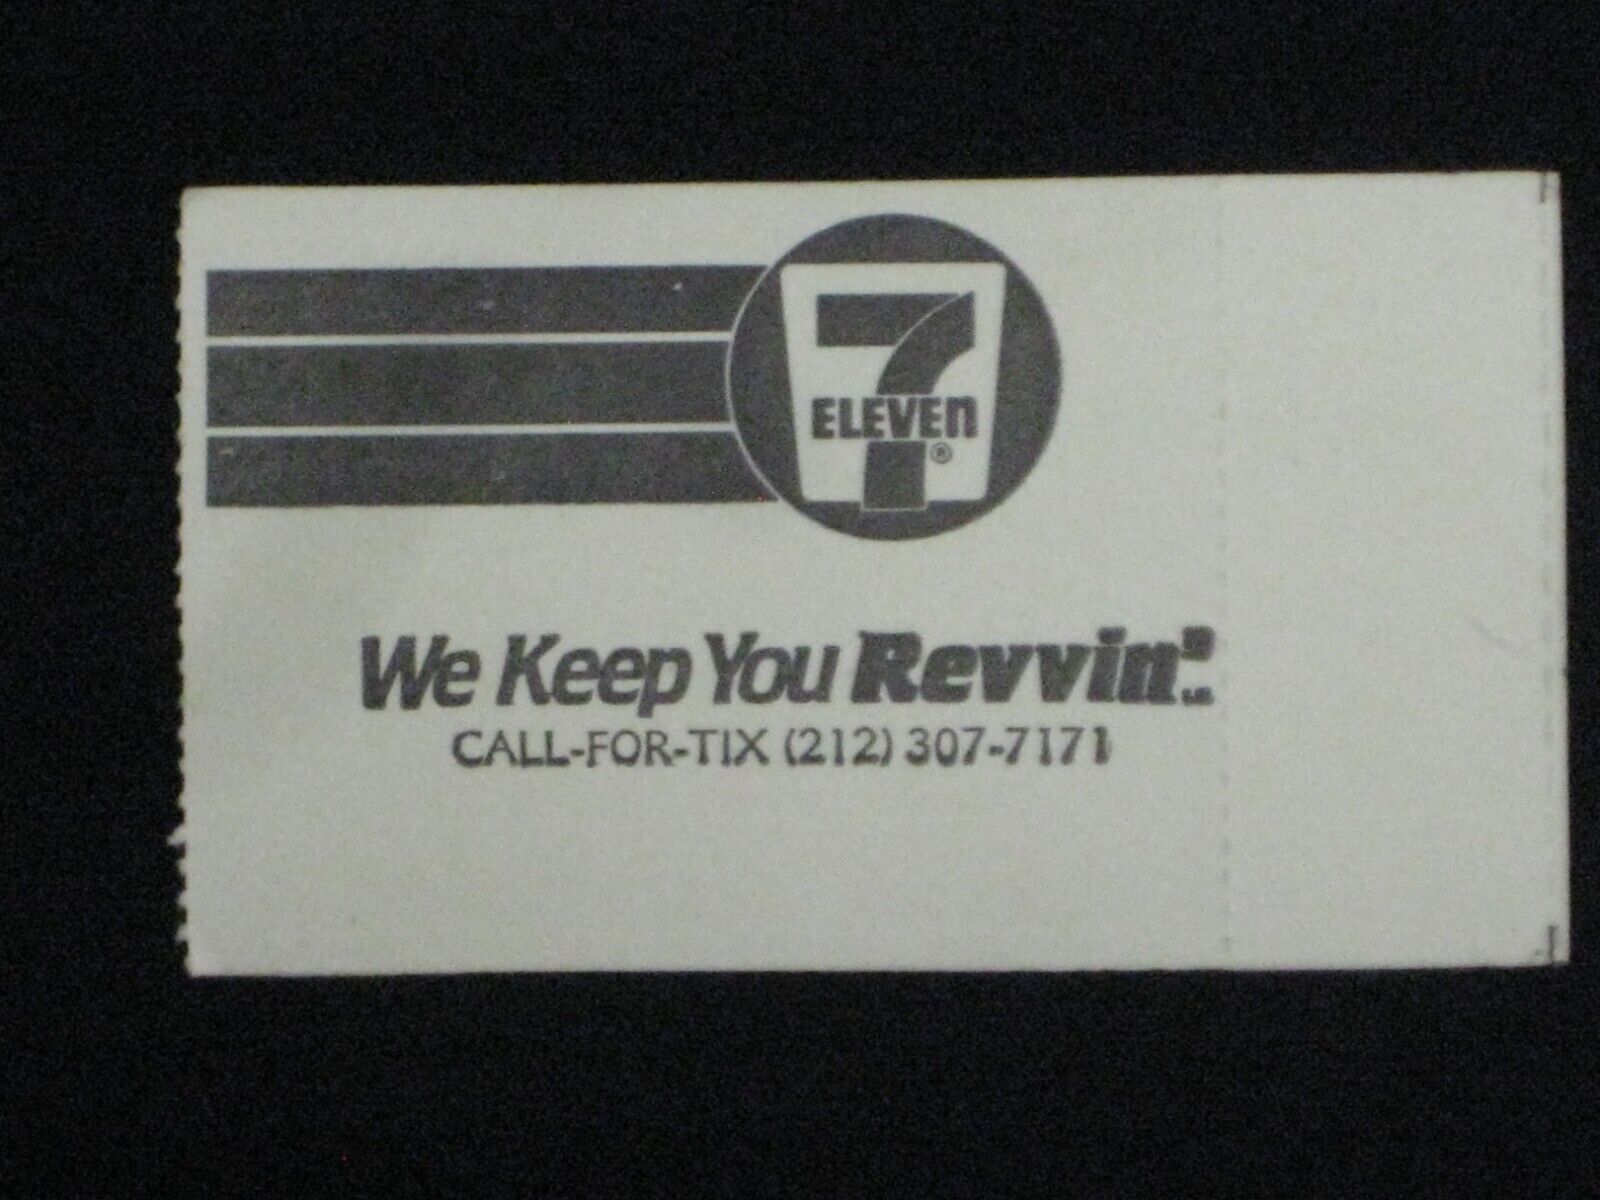 7
ELEVEn
®
We Keep You Revvin'!
CALL-FOR-TIX (212) 307-7171